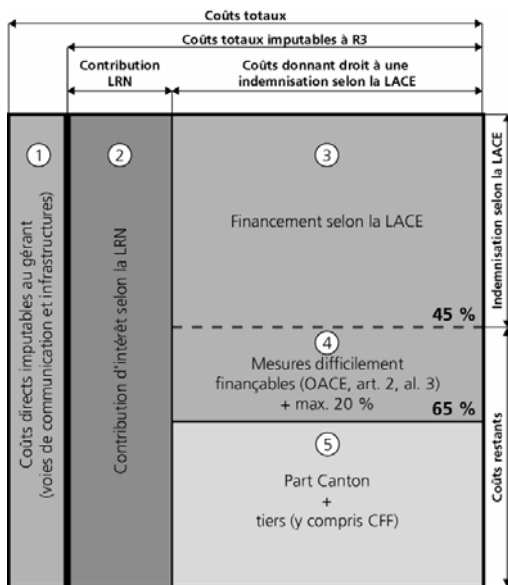 Coûts totaux
Coûts totaux imputables à R3
Contribution
LRN
Coûts donnant droit à une
indemnisation selon la LACE
1
2
3
Coûts directs imputables au gérant
(voies de communication et infrastructures)
Contribution d'intérêt selon la LRN
Financement selon la LACE
45 %
4
Mesures difficilement
finançables (OACE, art. 2, al. 3)
+ max. 20 %
65 %
5
Part Canton
+
tiers (y compris CFF)
Indemnisation selon la LACE
Coûts restants